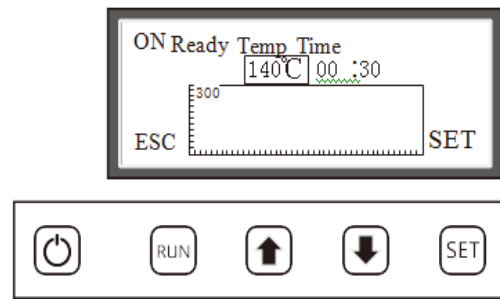 ON Ready Temp Time
140℃ 00 :30
300
ESC SET
RUN SET